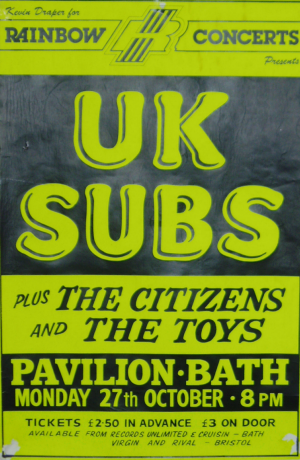 Kevin Draper for
RAINBOW CONCERTS
Presents
UK
SUBS
PLUS THE CITIZENS
AND THE TOYS
PAVILION·BATH
MONDAY 27th OCTOBER · 8 PM
TICKETS £2·50 IN ADVANCE £3 ON DOOR
AVAILABLE FROM RECORDS UNLIMITED & CRUISIN – BATH
VIRGIN AND RIVAL – BRISTOL